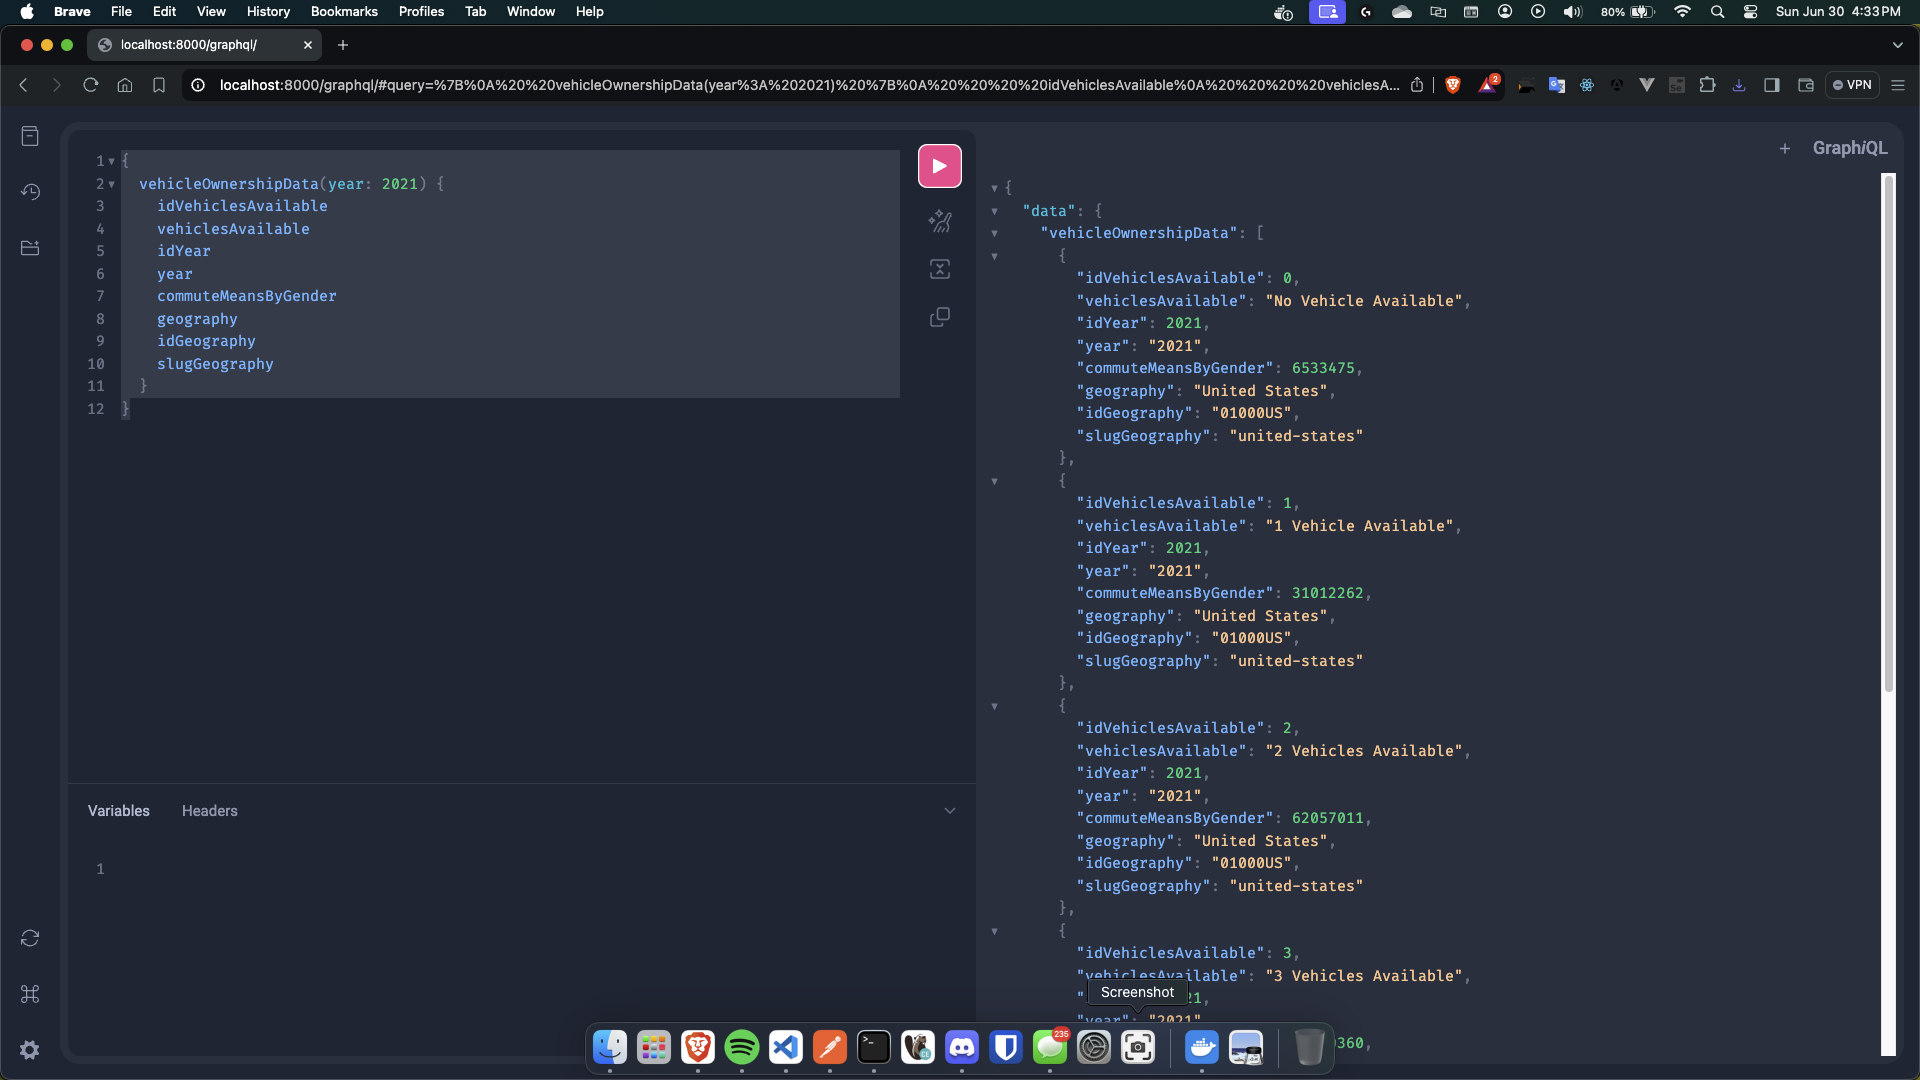 Brave File Edit View History Bookmarks Profiles Tab Window Help 80% Sun Jun 30 4:33 PM
localhost:8000/graphql/
localhost:8000/graphql/#query=%7B%0A%20%20vehicleOwnershipData(year%3A%202021)%20%7B%0A%20%20%20%20idVehiclesAvailable%0A%20%20%20%20vehiclesA... 2 VPN
GraphiQL
1 {
2 vehicleOwnershipData(year: 2021) {
3 idVehiclesAvailable
4 vehiclesAvailable
5 idYear
6 year
7 commuteMeansByGender
8 geography
9 idGeography
10 slugGeography
11 }
12 }
Variables Headers
1
{
"data": {
"vehicleOwnershipData": [
{
"idVehiclesAvailable": 0,
"vehiclesAvailable": "No Vehicle Available",
"idYear": 2021,
"year": "2021",
"commuteMeansByGender": 6533475,
"geography": "United States",
"idGeography": "01000US",
"slugGeography": "united-states"
},
{
"idVehiclesAvailable": 1,
"vehiclesAvailable": "1 Vehicle Available",
"idYear": 2021,
"year": "2021",
"commuteMeansByGender": 31012262,
"geography": "United States",
"idGeography": "01000US",
"slugGeography": "united-states"
},
{
"idVehiclesAvailable": 2,
"vehiclesAvailable": "2 Vehicles Available",
"idYear": 2021,
"year": "2021",
"commuteMeansByGender": 62057011,
"geography": "United States",
"idGeography": "01000US",
"slugGeography": "united-states"
},
{
"idVehiclesAvailable": 3,
"vehiclesAvailable": "3 Vehicles Available",
Screenshot
"year": "2021"
235
360,